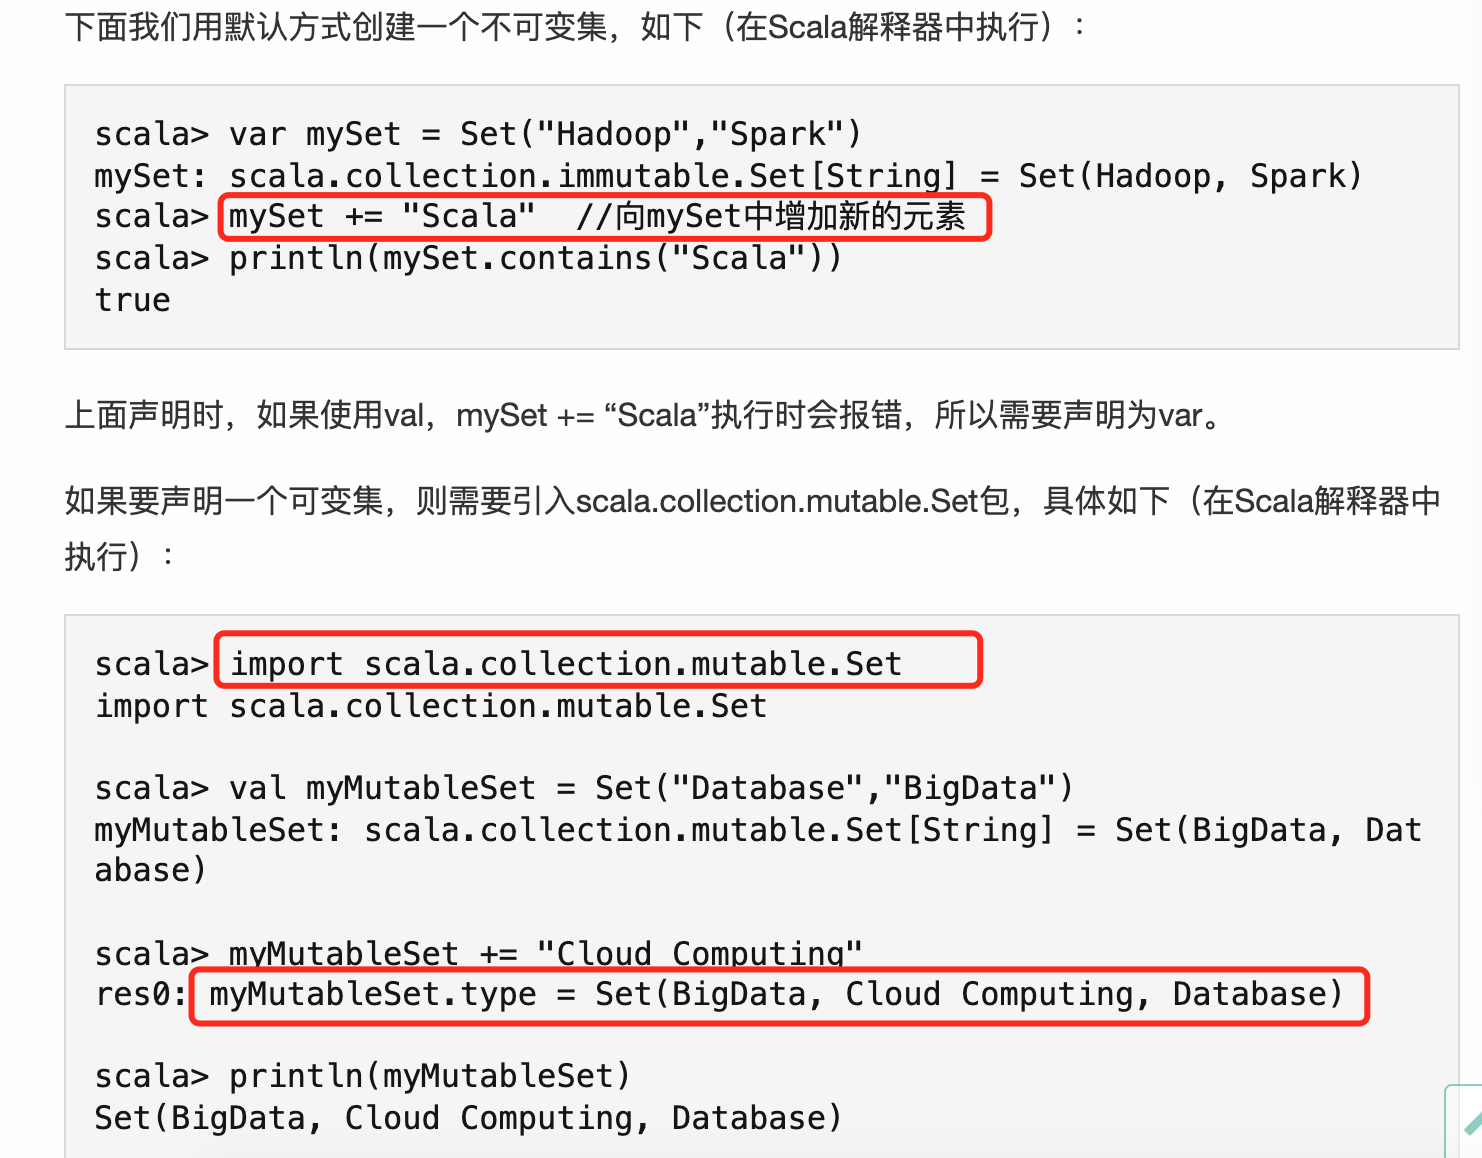 下面我们用默认方式创建一个不可变集，如下（在Scala解释器中执行）：
scala> var mySet = Set("Hadoop","Spark")
mySet: scala.collection.immutable.Set[String] = Set(Hadoop, Spark)
scala> mySet += "Scala"  //向mySet中增加新的元素
scala> println(mySet.contains("Scala"))
true
上面声明时，如果使用val，mySet += “Scala”执行时会报错，所以需要声明为var。
如果要声明一个可变集，则需要引入scala.collection.mutable.Set包，具体如下（在Scala解释器中
执行）：
scala> import scala.collection.mutable.Set
import scala.collection.mutable.Set
scala> val myMutableSet = Set("Database","BigData")
myMutableSet: scala.collection.mutable.Set[String] = Set(BigData, Dat
abase)
scala> myMutableSet += "Cloud Computing"
res0: myMutableSet.type = Set(BigData, Cloud Computing, Database)
scala> println(myMutableSet)
Set(BigData, Cloud Computing, Database)